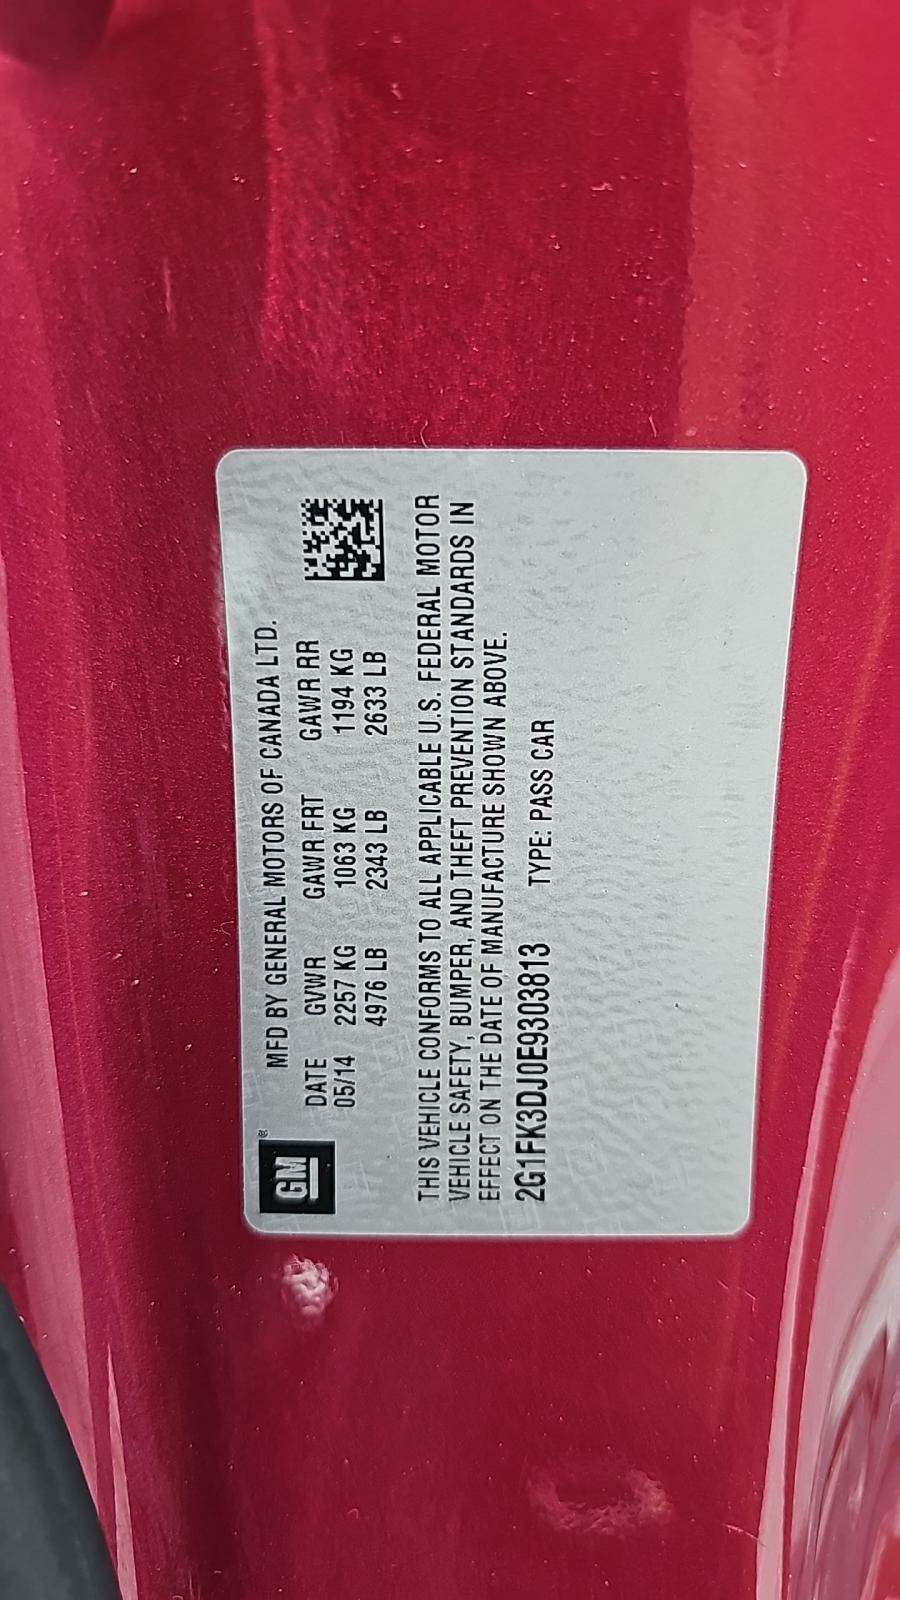 GM ®
MFD BY GENERAL MOTORS OF CANADA LTD.
DATE GVWR GAWR FRT GAWR RR
05/14 2257 KG 1063 KG 1194 KG
4976 LB 2343 LB 2633 LB
THIS VEHICLE CONFORMS TO ALL APPLICABLE U.S. FEDERAL MOTOR
VEHICLE SAFETY, BUMPER, AND THEFT PREVENTION STANDARDS IN
EFFECT ON THE DATE OF MANUFACTURE SHOWN ABOVE.
2G1FK3DJ0E9303813 TYPE: PASS CAR